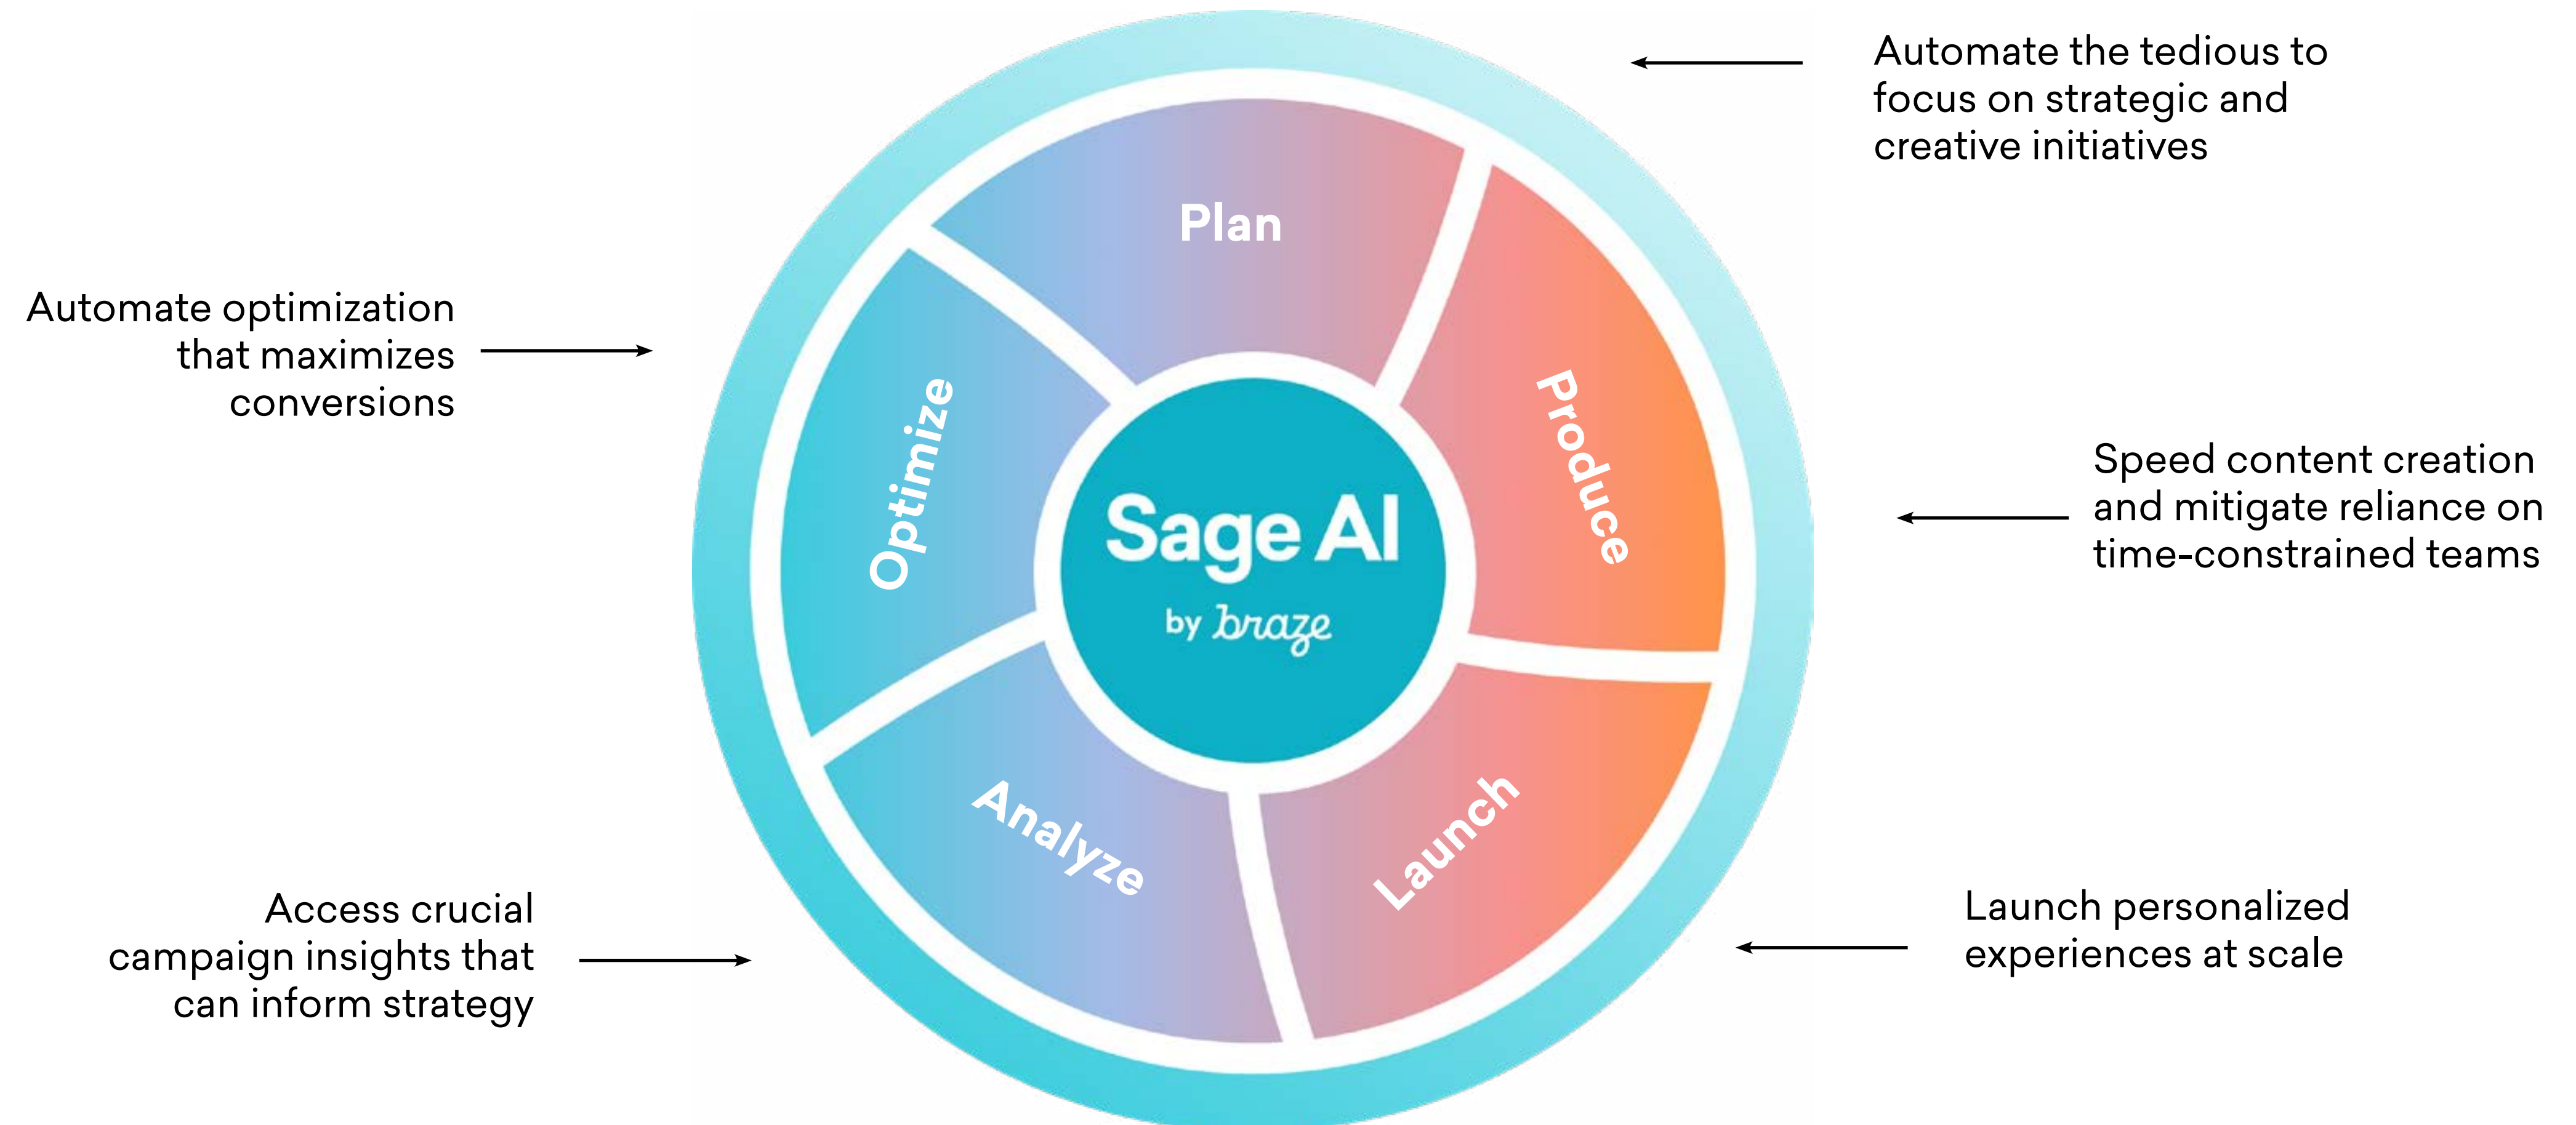 Automate the tedious to
focus on strategic and
creative initiatives
Plan
Automate optimization
that maximizes
conversions
Optimize
Produce
Speed content creation
and mitigate reliance on
time-constrained teams
Sage AI
by braze
Analyze
Launch
Access crucial
campaign insights that
can inform strategy
Launch personalized
experiences at scale